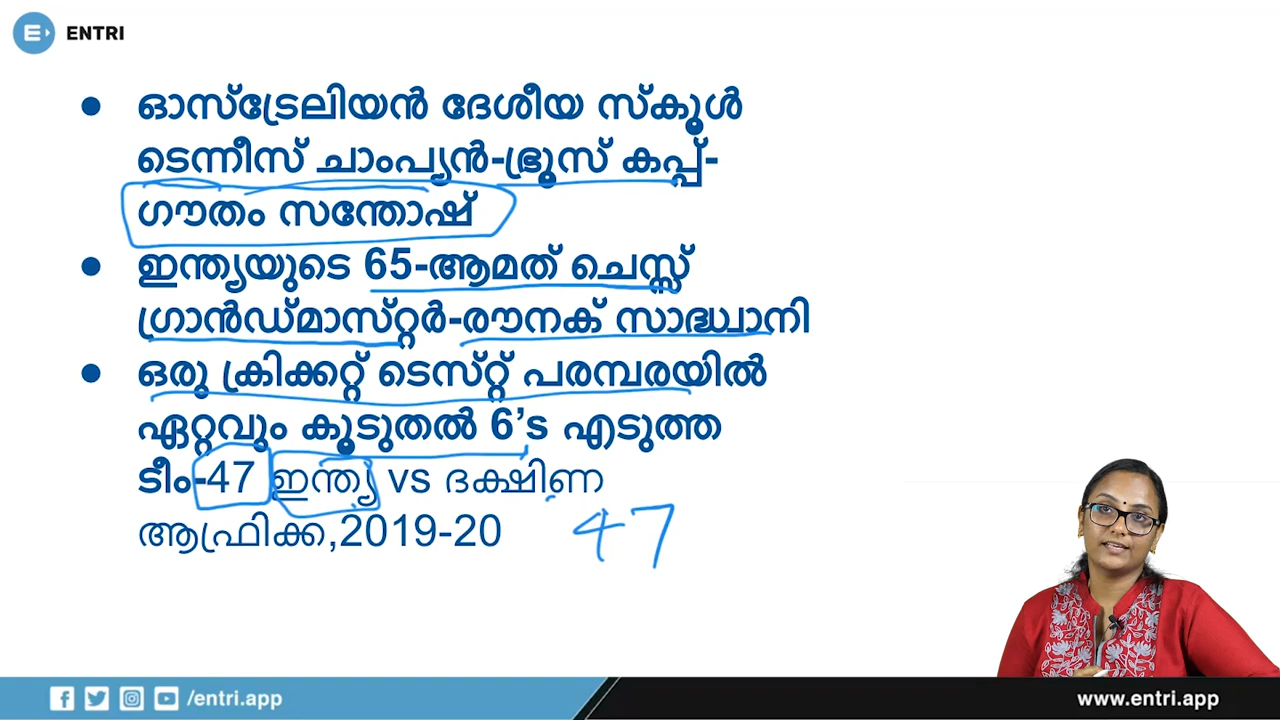 ENTRI
● ഓസ്ട്രേലിയൻ ദേശീയ സ്കൂൾ
ടെന്നീസ് ചാംപ്യൻ-ഭ്രൂസ് കപ്പ്-
ഗൗതം സന്തോഷ്
● ഇന്ത്യയുടെ 65-ആമത് ചെസ്സ്
ഗ്രാൻഡ്മാസ്റ്റർ-രൗനക് സാദ്ധ്വാനി
● ഒരു ക്രിക്കറ്റ് ടെസ്റ്റ് പരമ്പരയിൽ
ഏറ്റവും കൂടുതൽ 6’s എടുത്ത
ടീം-47 ഇന്ത്യ vs ദക്ഷിണ
ആഫ്രിക്ക,2019-20
47
/entri.app
www.entri.app